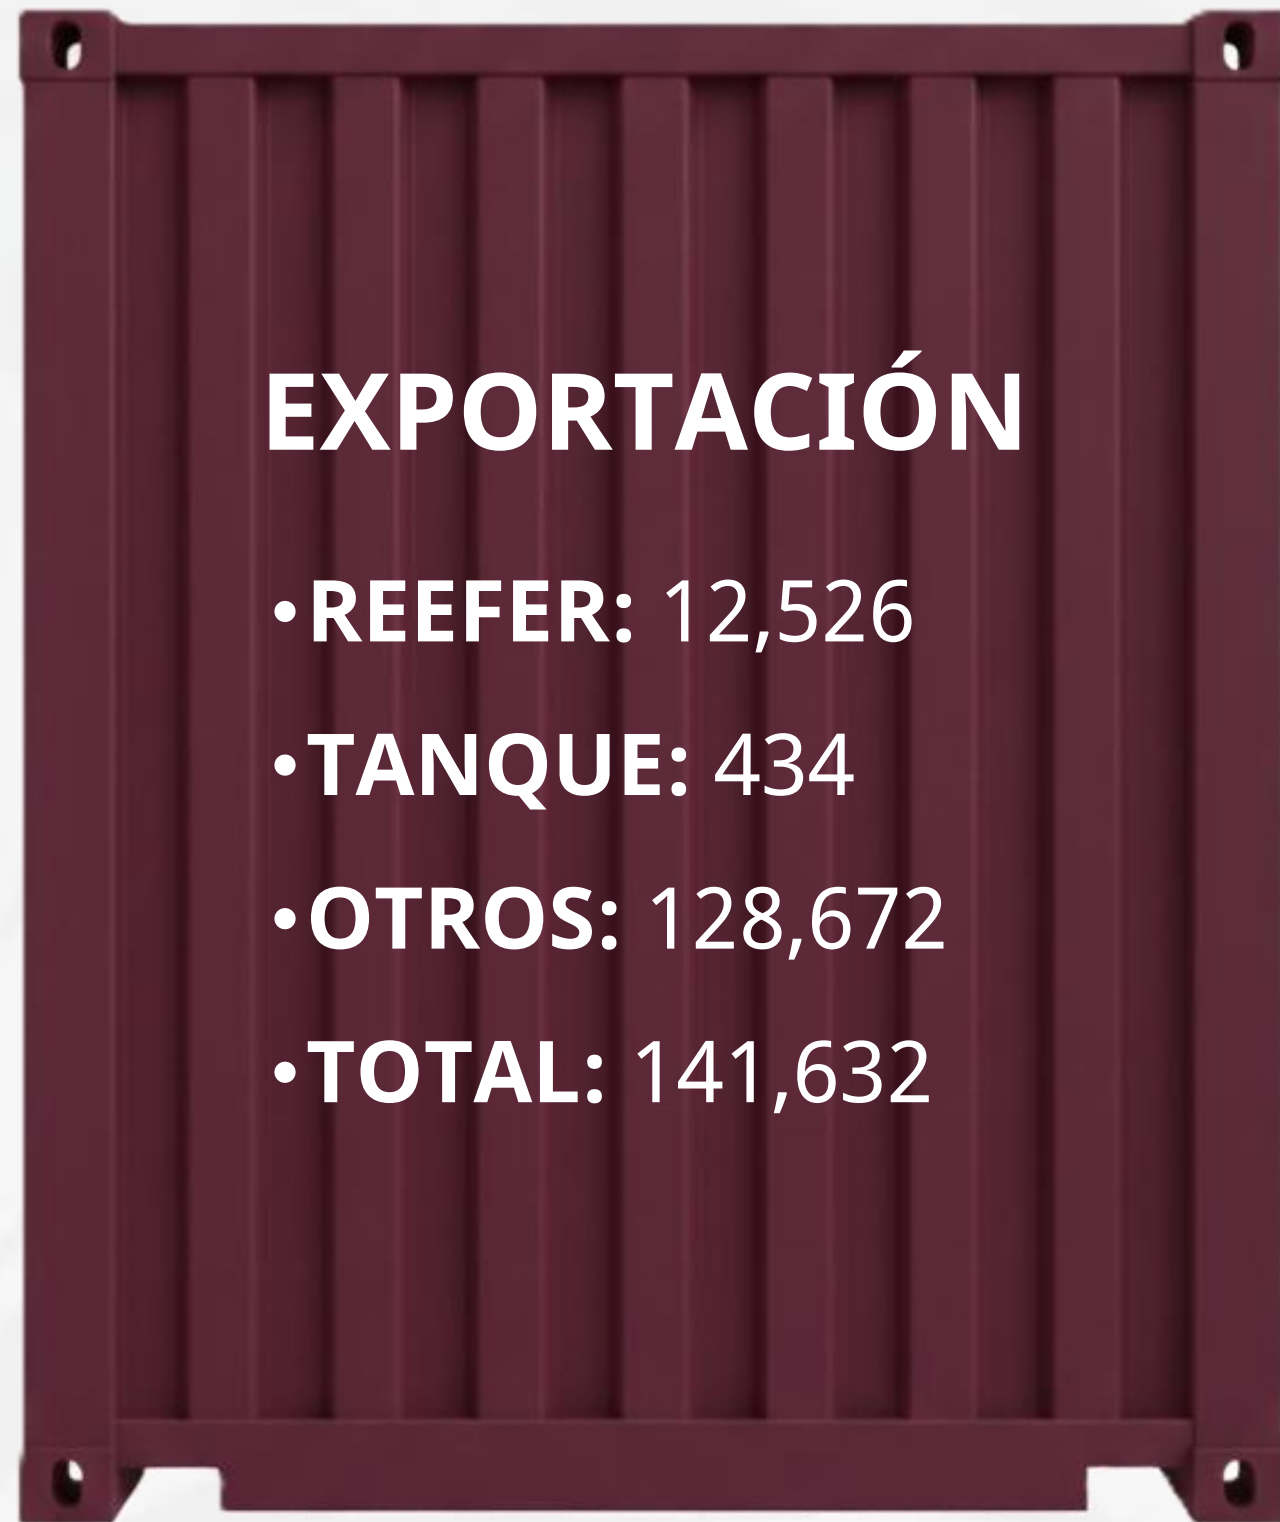 EXPORTACIÓN
•REEFER: 12,526
•TANQUE: 434
•OTROS: 128,672
•TOTAL: 141,632